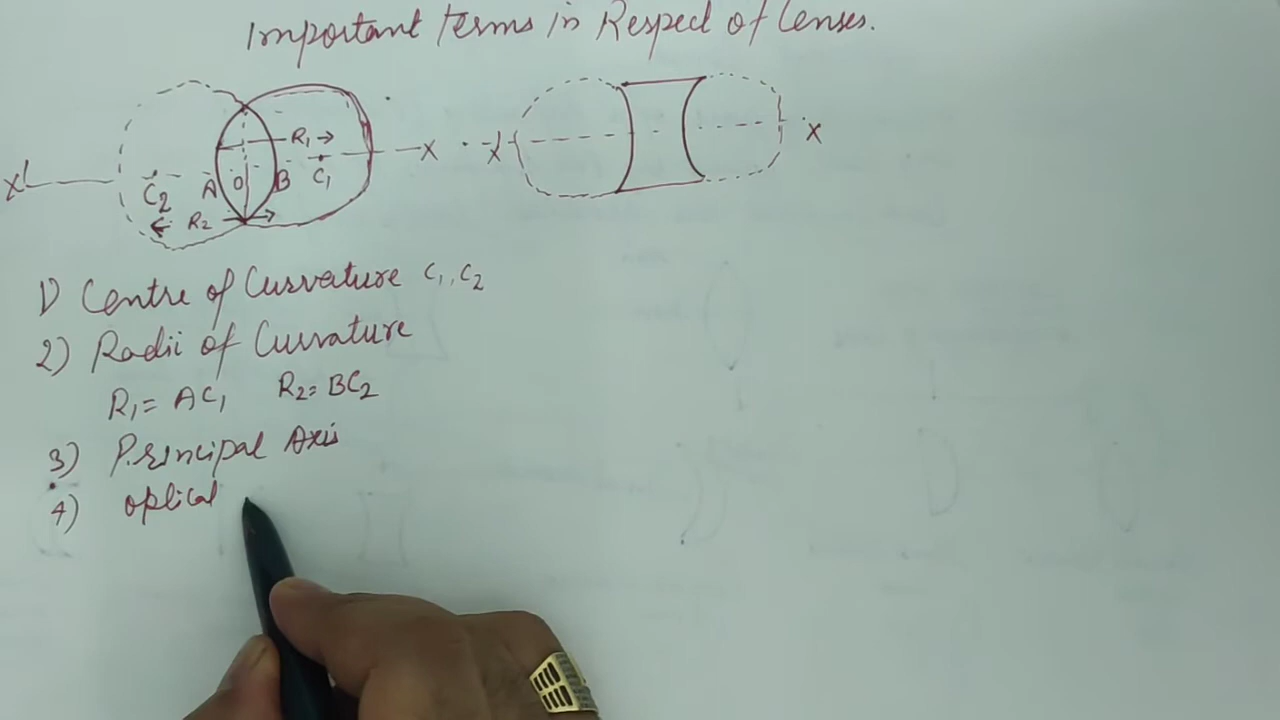 Important Terms in Respect of Lenses.
R₁ → X X' X
X' C₂ A O B C₁
← R₂ →
1) Centre of Curvature C₁, C₂
2) Radii of Curvature
R₁ = AC₁ R₂ = BC₂
3) Principal Axis
4) optical